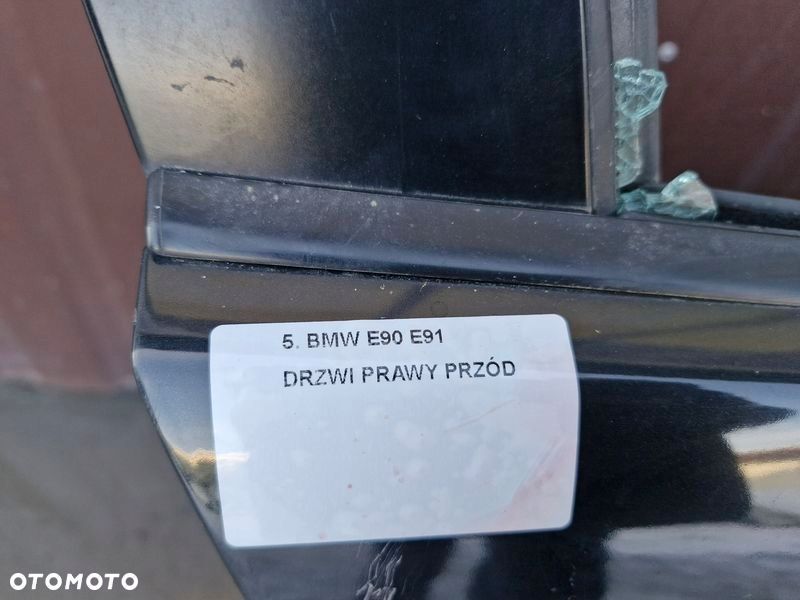 5. BMW E90 E91
DRZWI PRAWY PRZÓD
OTOMOTO